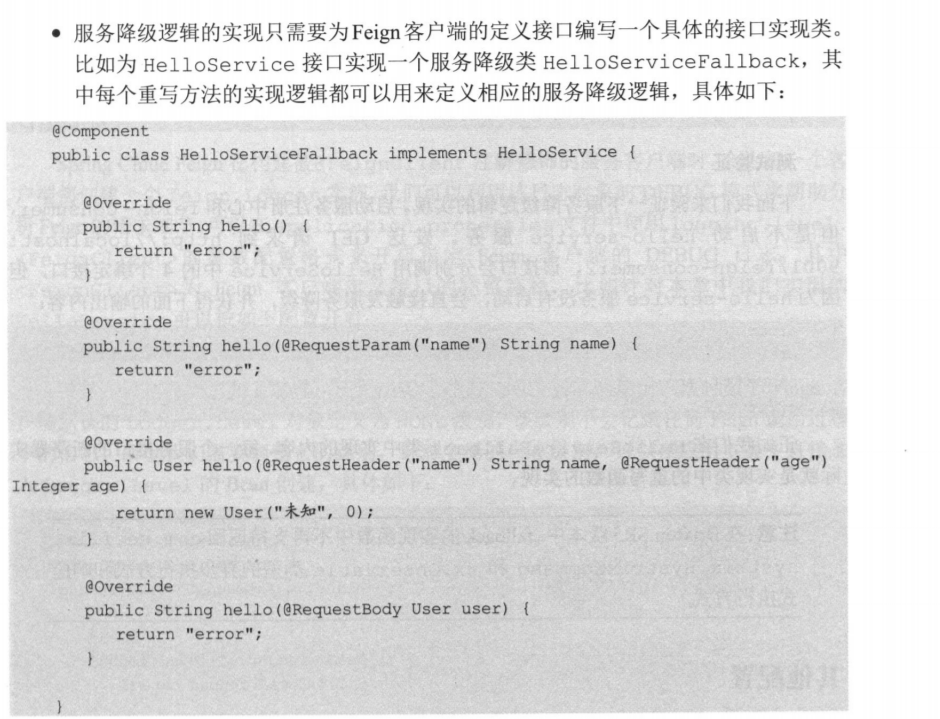 • 服务降级逻辑的实现只需要为Feign客户端的定义接口编写一个具体的接口实现类。
比如为 HelloService 接口实现一个服务降级类 HelloServiceFallback，其
中每个重写方法的实现逻辑都可以用来定义相应的服务降级逻辑，具体如下：
@Component
public class HelloServiceFallback implements HelloService {
@Override
public String hello() {
return "error";
}
@Override
public String hello(@RequestParam("name") String name) {
return "error";
}
@Override
public User hello(@RequestHeader("name") String name, @RequestHeader("age")
Integer age)
return new User("未知", 0);
}
@Override
public String hello(@RequestBody User user) {
return "error";
}
}